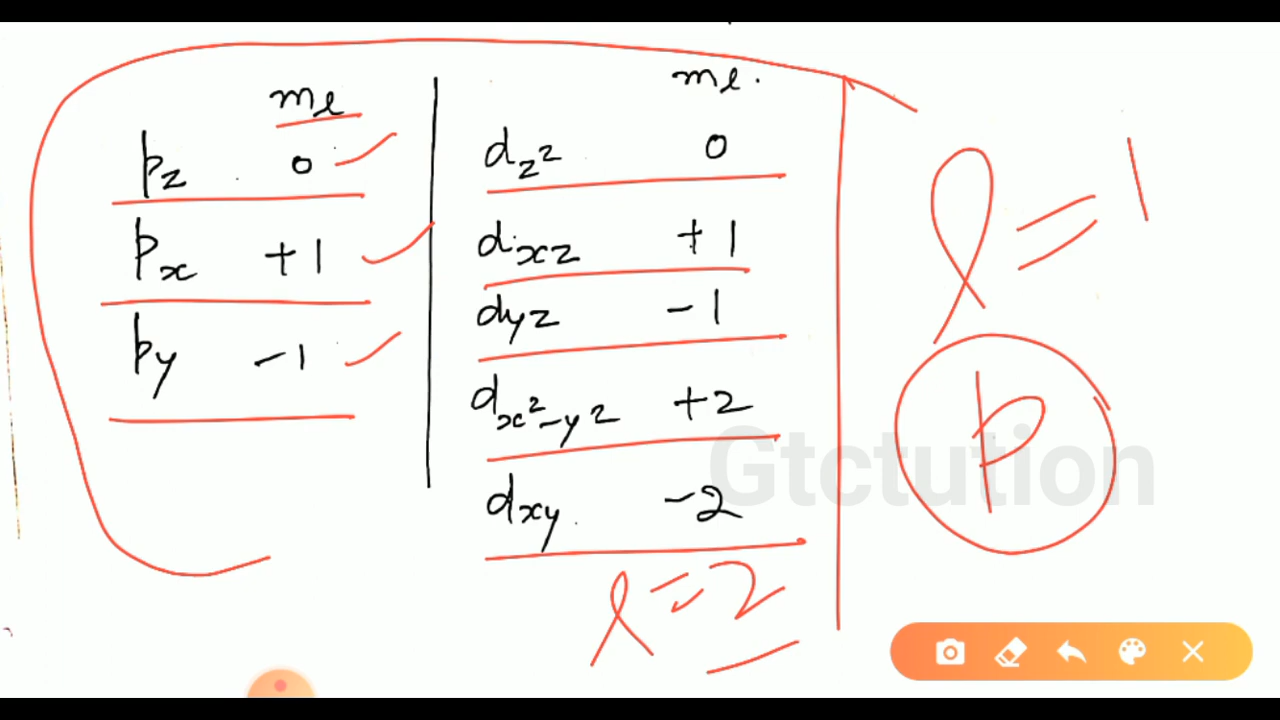 mℓ
pz 0
px +1
py -1
mℓ.
dz² 0
dxz +1
dyz -1
dx²-y² +2
dxy -2
ℓ=2
ℓ=1
p
Gtctution